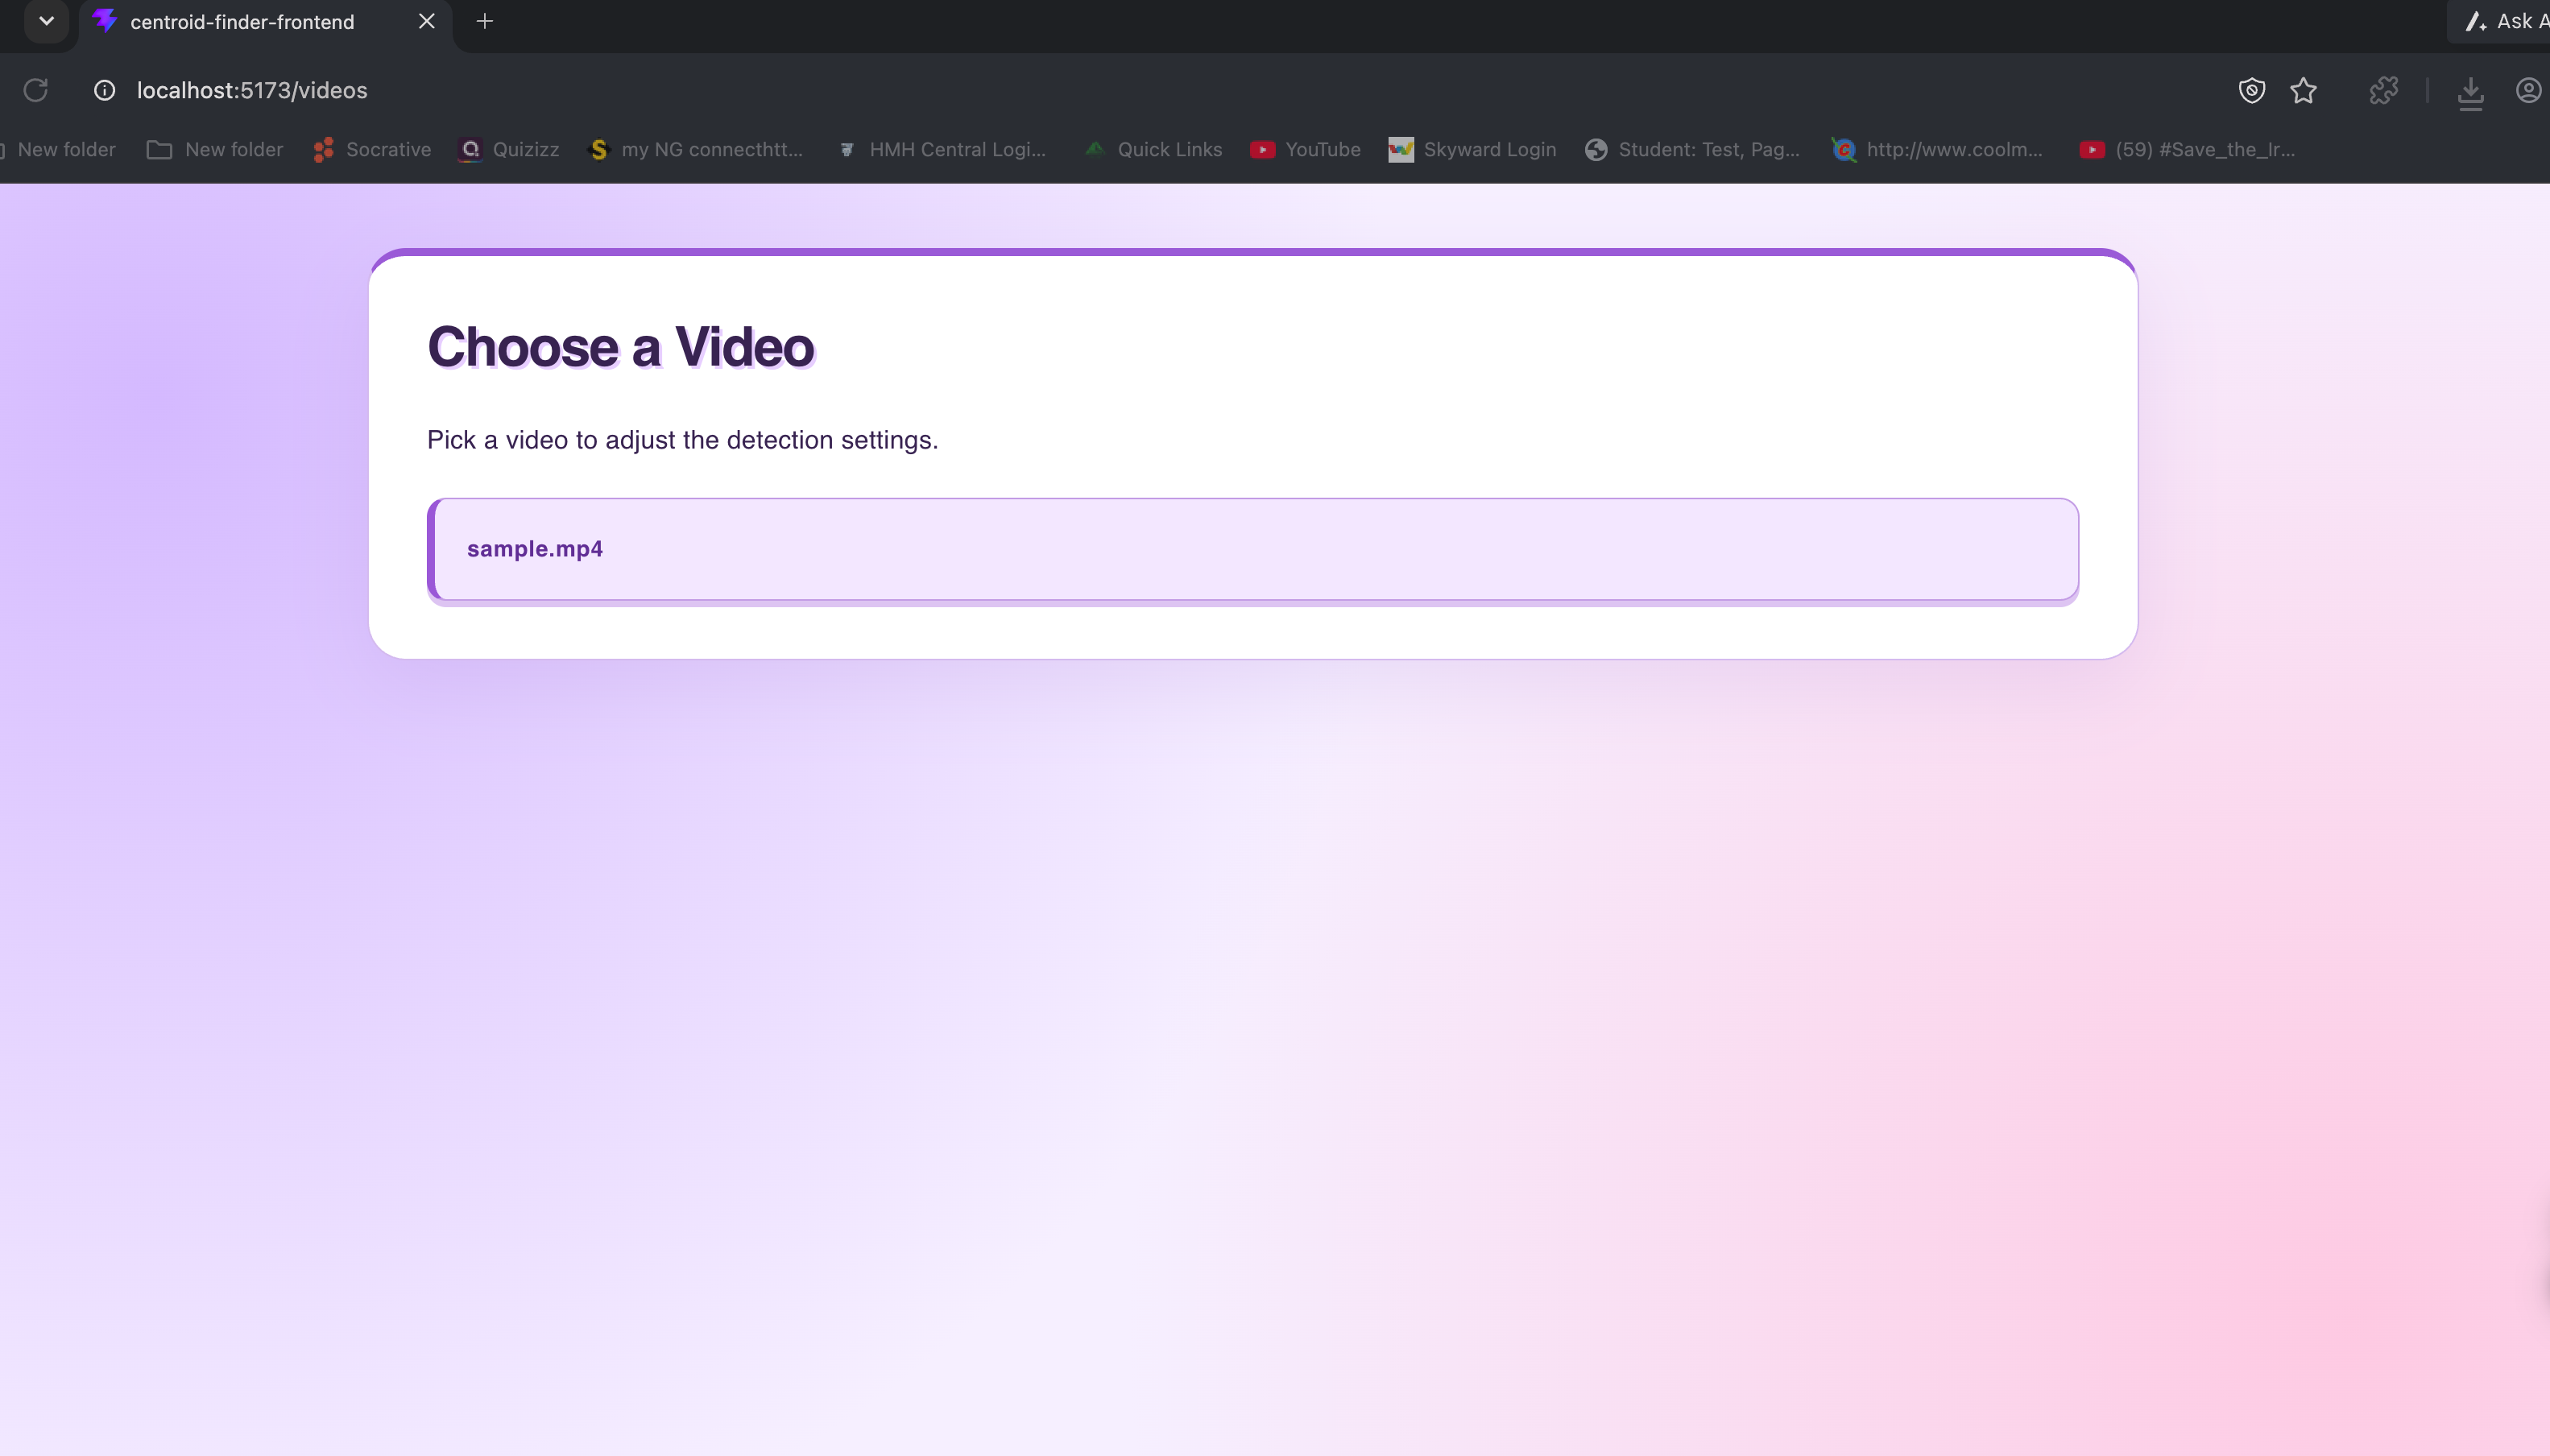 centroid-finder-frontend
Ask A
localhost:5173/videos
New folder New folder Socrative Quizizz my NG connecthtt... HMH Central Logi... Quick Links YouTube Skyward Login Student: Test, Pag... http://www.coolm... (59) #Save_the_Ir...
Choose a Video
Pick a video to adjust the detection settings.
sample.mp4